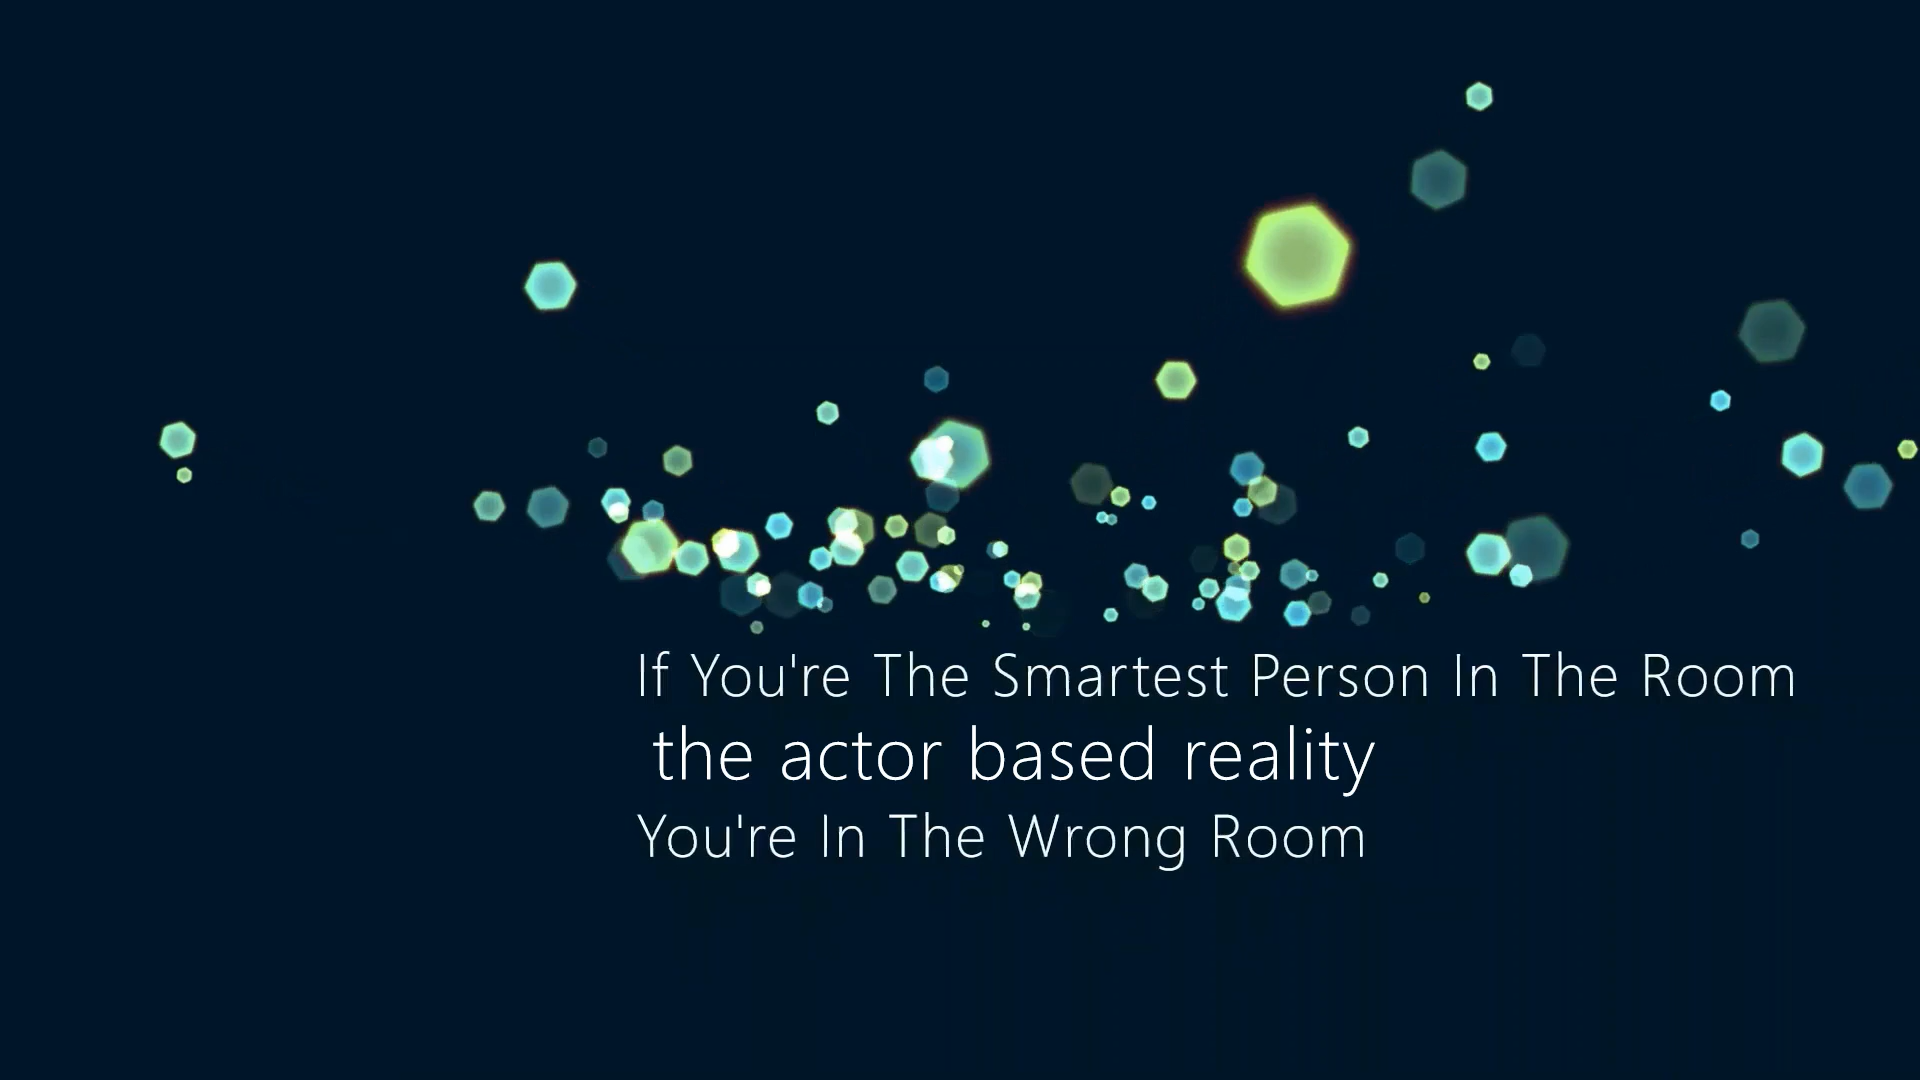 If You're The Smartest Person In The Room
the actor based reality
You're In The Wrong Room